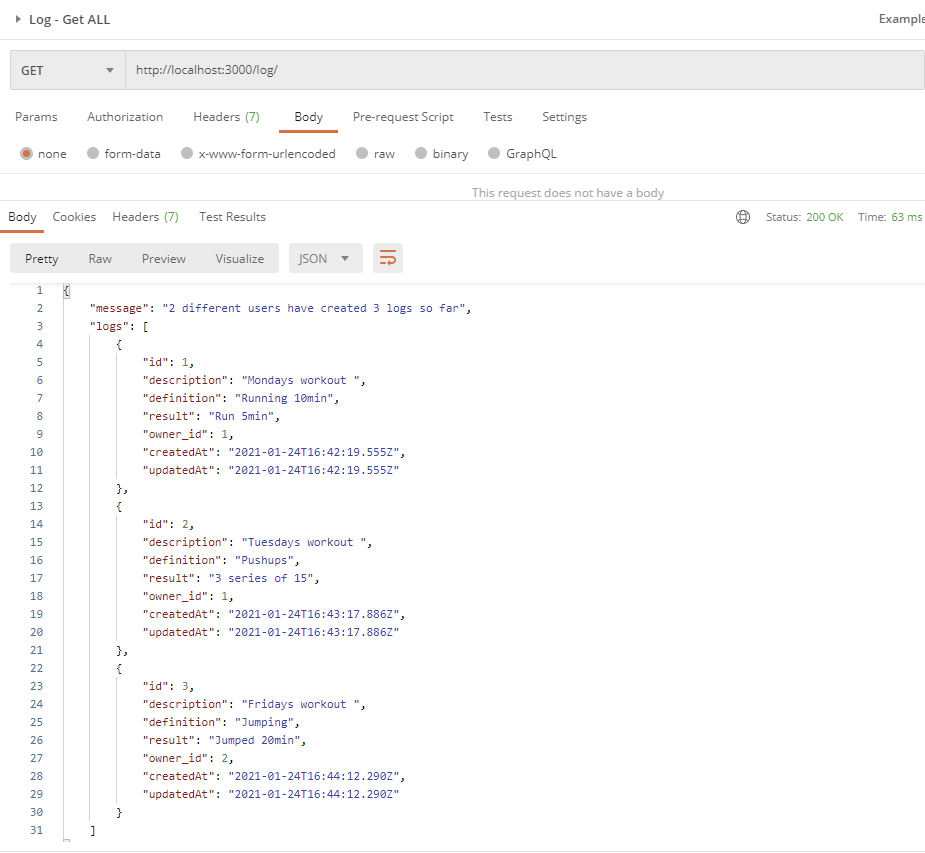 Log - Get ALL
Example
GET http://localhost:3000/log/
Params Authorization Headers (7) Body Pre-request Script Tests Settings
none form-data x-www-form-urlencoded raw binary GraphQL
This request does not have a body
Body Cookies Headers (7) Test Results Status: 200 OK Time: 63 ms
Pretty Raw Preview Visualize JSON
1 {
2 "message": "2 different users have created 3 logs so far",
3 "logs": [
4 {
5 "id": 1,
6 "description": "Mondays workout ",
7 "definition": "Running 10min",
8 "result": "Run 5min",
9 "owner_id": 1,
10 "createdAt": "2021-01-24T16:42:19.555Z",
11 "updatedAt": "2021-01-24T16:42:19.555Z"
12 },
13 {
14 "id": 2,
15 "description": "Tuesdays workout ",
16 "definition": "Pushups",
17 "result": "3 series of 15",
18 "owner_id": 1,
19 "createdAt": "2021-01-24T16:43:17.886Z",
20 "updatedAt": "2021-01-24T16:43:17.886Z"
21 },
22 {
23 "id": 3,
24 "description": "Fridays workout ",
25 "definition": "Jumping",
26 "result": "Jumped 20min",
27 "owner_id": 2,
28 "createdAt": "2021-01-24T16:44:12.290Z",
29 "updatedAt": "2021-01-24T16:44:12.290Z"
30 }
31 ]